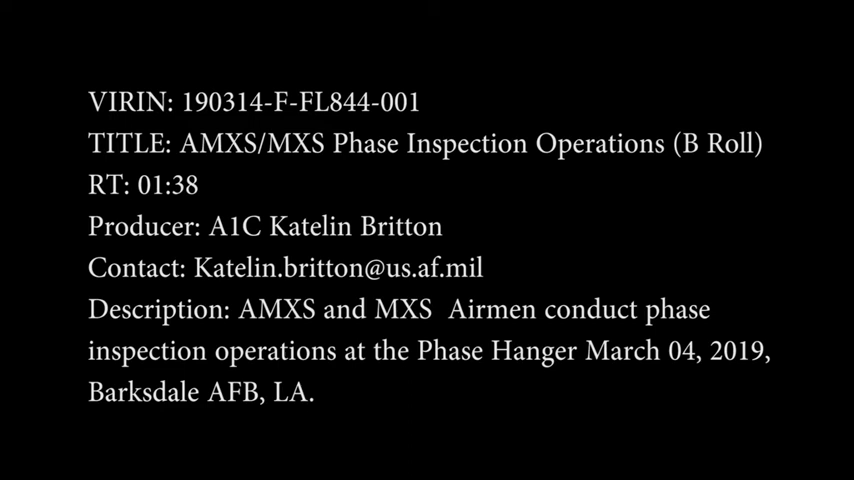 VIRIN: 190314-F-FL844-001
TITLE: AMXS/MXS Phase Inspection Operations (B Roll)
RT: 01:38
Producer: A1C Katelin Britton
Contact: Katelin.britton@us.af.mil
Description: AMXS and MXS  Airmen conduct phase
inspection operations at the Phase Hanger March 04, 2019,
Barksdale AFB, LA.